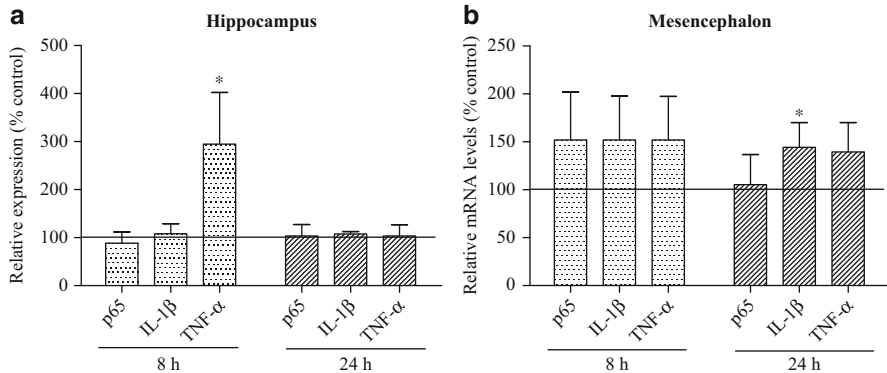 a
Hippocampus
Relative expression (% control)
500
400
300
200
100
0
*
p65
IL-1β
TNF-α
p65
IL-1β
TNF-α
8 h
24 h
b
Mesencephalon
Relative mRNA levels (% control)
250
200
150
100
50
0
*
p65
IL-1β
TNF-α
p65
IL-1β
TNF-α
8 h
24 h